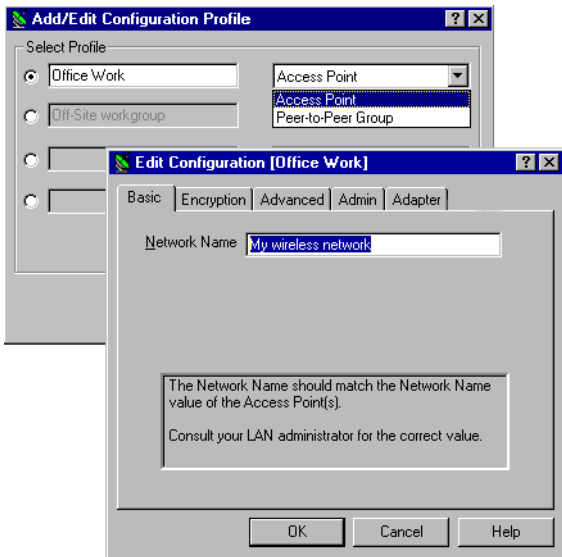 Add/Edit Configuration Profile
Select Profile
Office Work
Access Point
Access Point
Peer-to-Peer Group
Off-Site workgroup
Edit Configuration [Office Work]
Basic
Encryption
Advanced
Admin
Adapter
Network Name
My wireless network
The Network Name should match the Network Name
value of the Access Point(s).
Consult your LAN administrator for the correct value.
OK
Cancel
Help